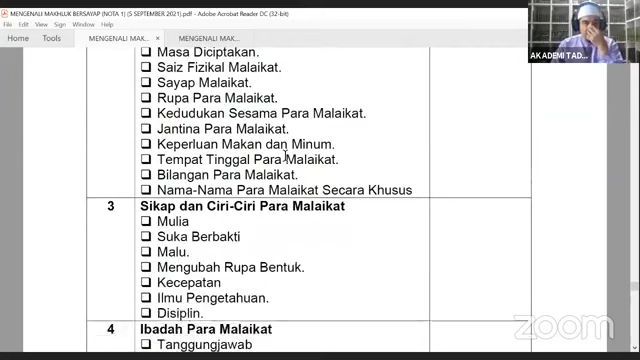 MENGENALI MAKHLUK BERSAYAP (NOTA 1) (5 SEPTEMBER 2021).pdf - Adobe Acrobat Reader DC (32-bit)
File Edit View Sign Window Help
Home Tools MENGENALI MAK... × MENGENALI MAK...
AKADEMI TAD...
Masa Diciptakan.
Saiz Fizikal Malaikat.
Sayap Malaikat.
Rupa Para Malaikat.
Kedudukan Sesama Para Malaikat.
Jantina Para Malaikat.
Keperluan Makan dan Minum.
Tempat Tinggal Para Malaikat.
Bilangan Para Malaikat.
Nama-Nama Para Malaikat Secara Khusus
3 Sikap dan Ciri-Ciri Para Malaikat
Mulia
Suka Berbakti
Malu.
Mengubah Rupa Bentuk.
Kecepatan
Ilmu Pengetahuan.
Disiplin.
4 Ibadah Para Malaikat
Tanggungjawab
zoom